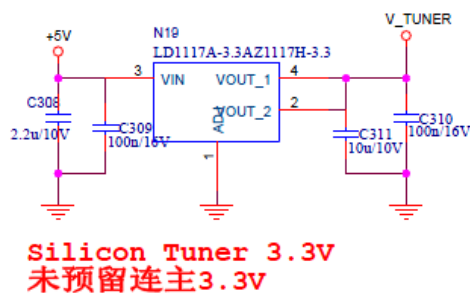 +5V
N19
V_TUNER
LD1117A-3.3AZ1117H-3.3
3
VIN
VOUT_1
4
VOUT_2
2
ADJ
1
C308
2.2u/10V
C309
100n/16V
C310
100n/16V
C311
10u/10V
Silicon Tuner 3.3V
未预留连主3.3V